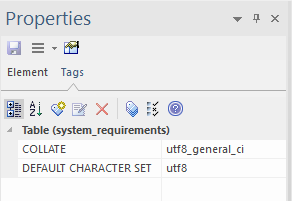 Properties
Element Tags
Table (system_requirements)
COLLATE utf8_general_ci
DEFAULT CHARACTER SET utf8